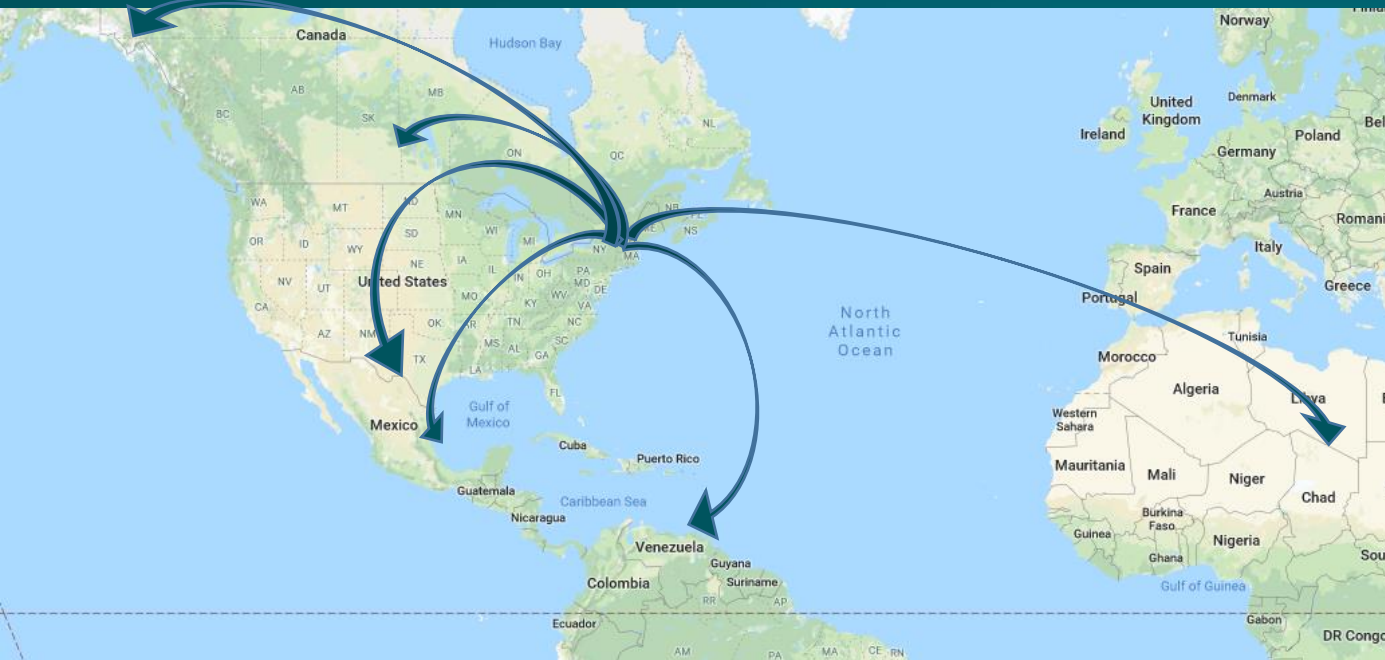 Norway
Canada
Hudson Bay
AB
MB
BC
SK
NL
ON
QC
United
Kingdom
Denmark
Ireland
Poland
Germany
Austria
France
Romani
Italy
Spain
Greece
Portugal
WA
MT
ND
MN
NB
PE
ME
NS
OR
ID
SD
WI
MI
WY
NY
MA
NE
IA
IL
IN
OH
PA
NV
UT
United States
MD
DE
CA
MO
KY
WV
VA
AZ
NM
OK
AR
TN
NC
SC
MS
AL
GA
TX
LA
FL
North
Atlantic
Ocean
Tunisia
Morocco
Algeria
Libya
Western
Sahara
Gulf of
Mexico
Mexico
Cuba
Puerto Rico
Mauritania
Mali
Niger
Chad
Guatemala
Caribbean Sea
Nicaragua
Burkina
Faso
Guinea
Nigeria
Ghana
Sou
Venezuela
Guyana
Colombia
Suriname
Gulf of Guinea
RR
AP
Ecuador
Gabon
DR Congo
AM
PA
MA
CE
RN